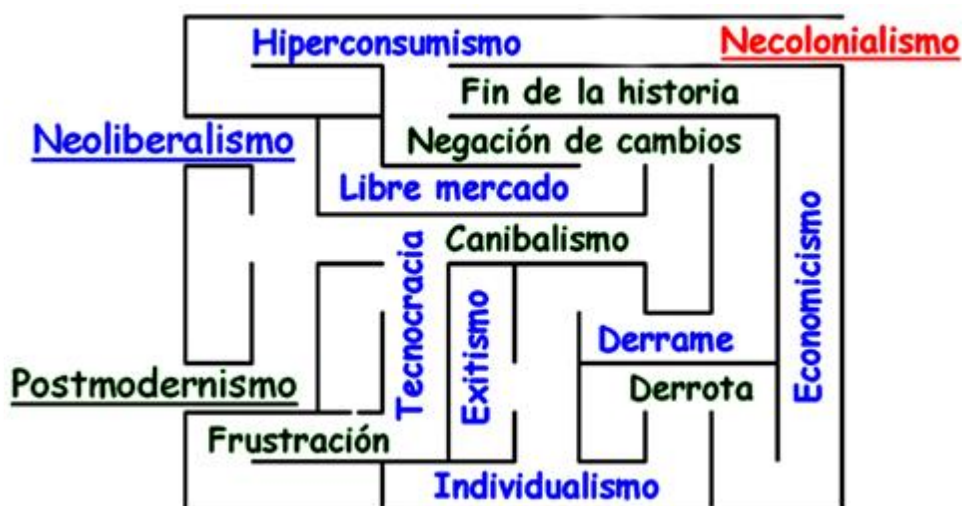 Hiperconsumismo
Necolonialismo
Fin de la historia
Neoliberalismo
Negación de cambios
Libre mercado
Canibalismo
Tecnocracia
Exitismo
Economicismo
Derrame
Postmodernismo
Derrota
Frustración
Individualismo